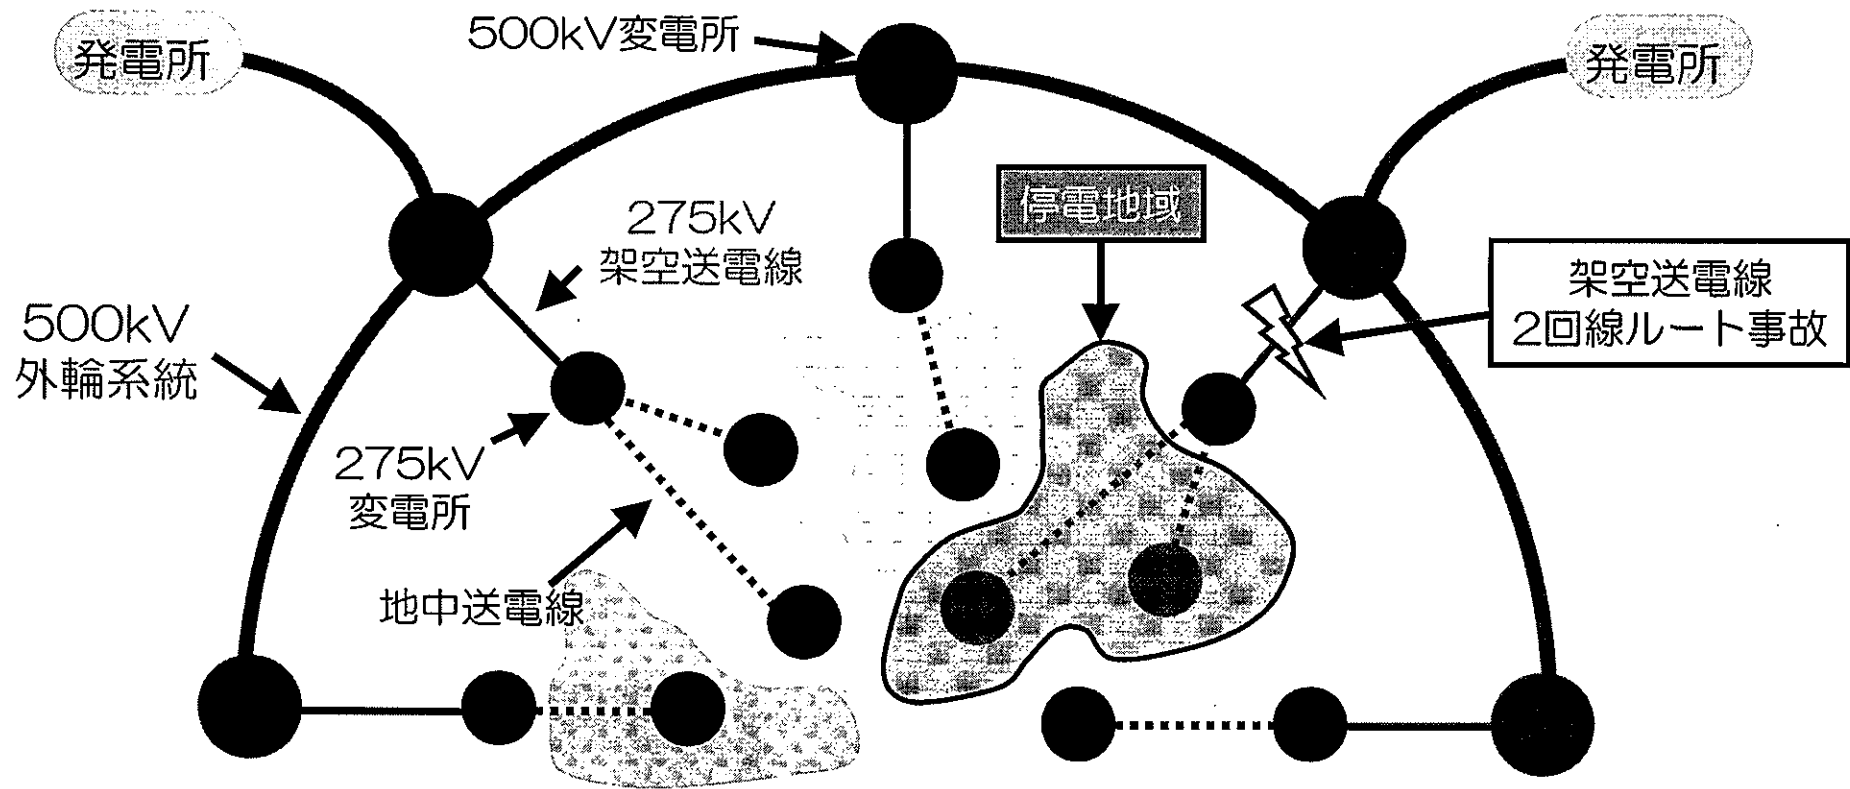 発電所
500kV変電所
発電所
停電地域
275kV
架空送電線
架空送電線
2回線ルート事故
500kV
外輪系統
275kV
変電所
地中送電線